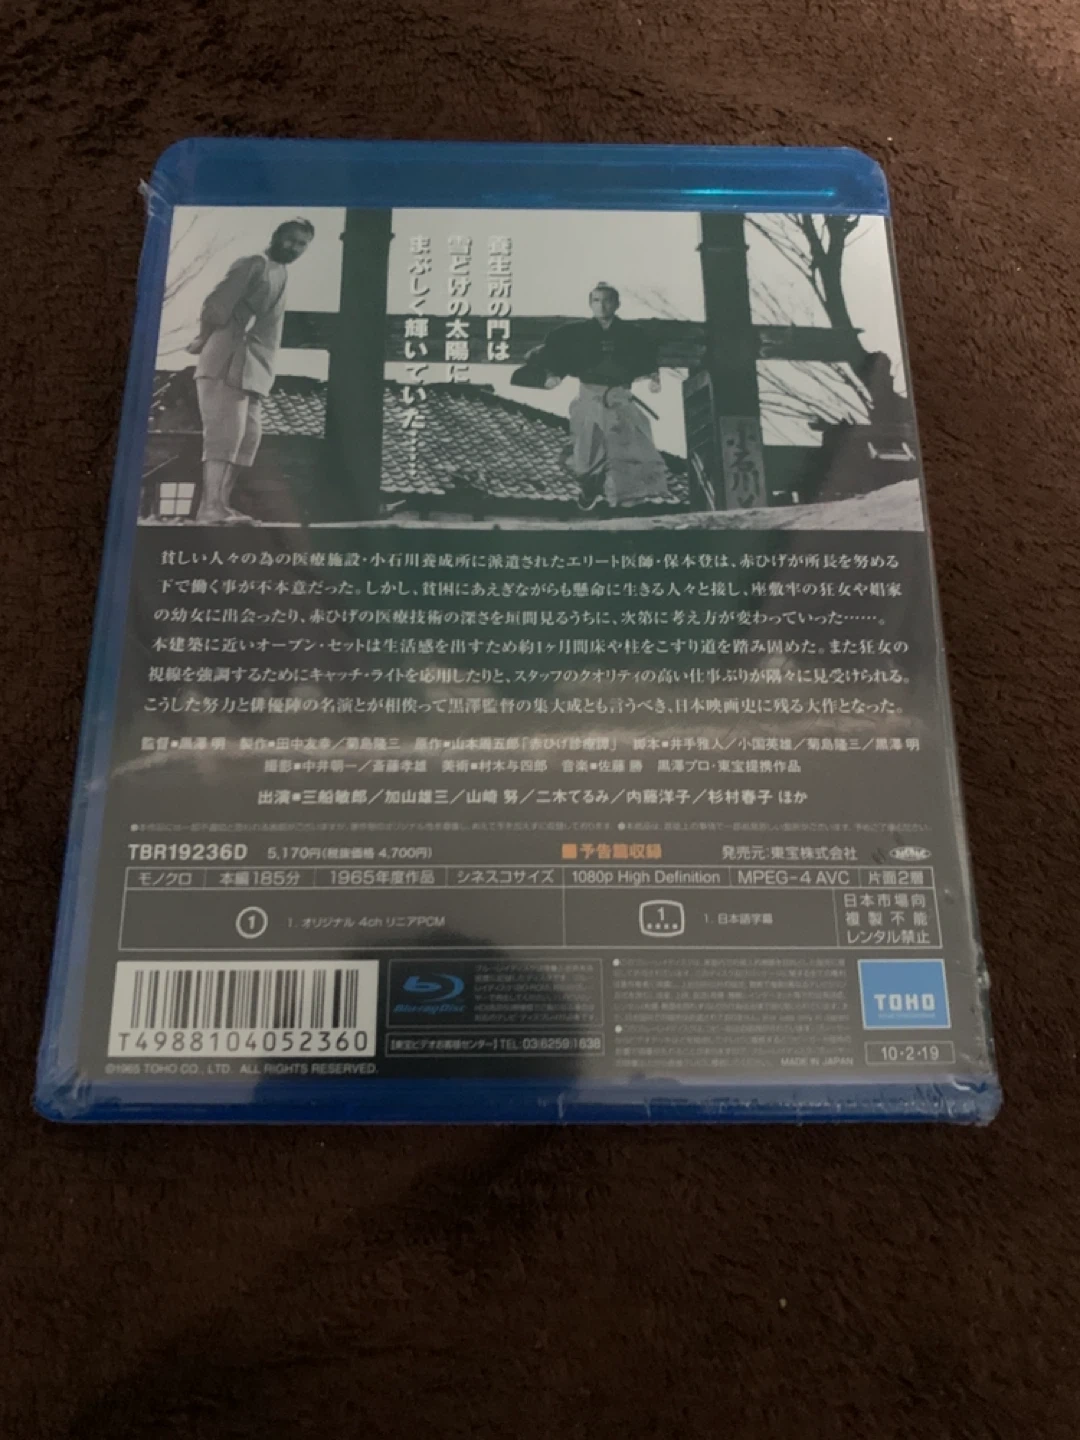 養生所の門は
雪どけの太陽に
まぶしく輝いていた……
小石川
貧しい人々の為の医療施設・小石川養成所に派遣されたエリート医師・保本登は、赤ひげが所長を努める
下で働く事が不本意だった。しかし、貧困にあえぎながらも懸命に生きる人々と接し、座敷牢の狂女や娼家
の幼女に出会ったり、赤ひげの医療技術の深さを垣間見るうちに、次第に考え方が変わっていった……。
本建築に近いオープン・セットは生活感を出すため約1ヶ月間床や柱をこすり道を踏み固めた。また狂女の
視線を強調するためにキャッチ・ライトを応用したりと、スタッフのクオリティの高い仕事ぶりが隅々に見受けられる。
こうした努力と俳優陣の名演とが相俟って黒澤監督の集大成とも言うべき、日本映画史に残る大作となった。
監督■黒澤 明 製作■田中友幸／菊島隆三 原作■山本周五郎「赤ひげ診療譚」 脚本■井手雅人／小国英雄／菊島隆三／黒澤 明
撮影■中井朝一／斎藤孝雄 美術■村木与四郎 音楽■佐藤 勝 黒澤プロ・東宝提携作品
出演■三船敏郎／加山雄三／山崎 努／二木てるみ／内藤洋子／杉村春子 ほか
TBR19236D 5,170円(税抜価格 4,700円) ■予告篇収録 発売元:東宝株式会社
モノクロ 本編185分 1965年度作品 シネスコサイズ 1080p High Definition MPEG-4 AVC 片面2層
1 1. オリジナル 4ch リニアPCM 1 1. 日本語字幕
日本市場向
複製不能
レンタル禁止
Blu-ray Disc
【東宝ビデオお客様センター】TEL 03(6259)1638
TOHO
MADE IN JAPAN
10・2・19
T4988104052360
©1965 TOHO CO., LTD. ALL RIGHTS RESERVED.